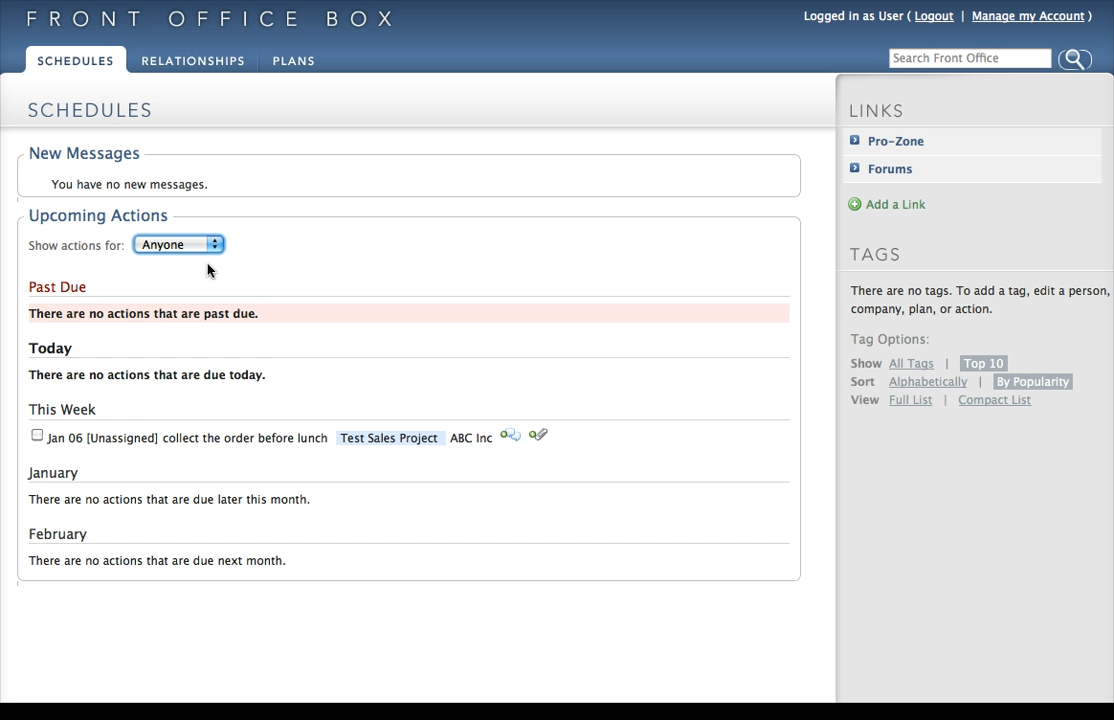 FRONT OFFICE BOX
Logged in as User ( Logout | Manage my Account )
SCHEDULES
RELATIONSHIPS
PLANS
Search Front Office
SCHEDULES
New Messages
You have no new messages.
Upcoming Actions
Show actions for: Anyone
Past Due
There are no actions that are past due.
Today
There are no actions that are due today.
This Week
Jan 06 [Unassigned] collect the order before lunch Test Sales Project ABC Inc
January
There are no actions that are due later this month.
February
There are no actions that are due next month.
LINKS
Pro-Zone
Forums
Add a Link
TAGS
There are no tags. To add a tag, edit a person,
company, plan, or action.
Tag Options:
Show All Tags | Top 10
Sort Alphabetically | By Popularity
View Full List | Compact List